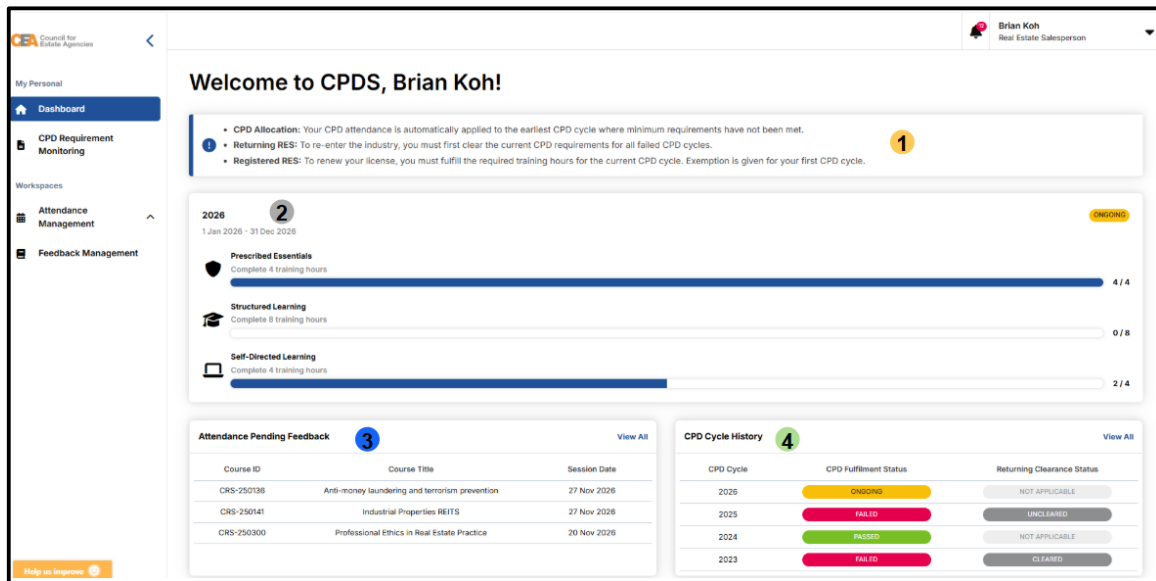 CEA Council for
Estate Agencies
My Personal
Dashboard
CPD Requirement
Monitoring
Workspaces
Attendance
Management
Feedback Management
Help us improve
Brian Koh
Real Estate Salesperson
Welcome to CPDS, Brian Koh!
• CPD Allocation: Your CPD attendance is automatically applied to the earliest CPD cycle where minimum requirements have not been met.
• Returning RES: To re-enter the industry, you must first clear the current CPD requirements for all failed CPD cycles.
• Registered RES: To renew your license, you must fulfill the required training hours for the current CPD cycle. Exemption is given for your first CPD cycle.
1
2026 2 ONGOING
1 Jan 2026 - 31 Dec 2026
Prescribed Essentials
Complete 4 training hours
4 / 4
Structured Learning
Complete 8 training hours
0 / 8
Self-Directed Learning
Complete 4 training hours
2 / 4
Attendance Pending Feedback 3 View All
Course ID Course Title Session Date
CRS-250136 Anti-money laundering and terrorism prevention 27 Nov 2026
CRS-250141 Industrial Properties REITS 27 Nov 2026
CRS-250300 Professional Ethics in Real Estate Practice 20 Nov 2026
CPD Cycle History 4 View All
CPD Cycle CPD Fulfilment Status Returning Clearance Status
2026 ONGOING NOT APPLICABLE
2025 FAILED UNCLEARED
2024 PASSED NOT APPLICABLE
2023 FAILED CLEARED